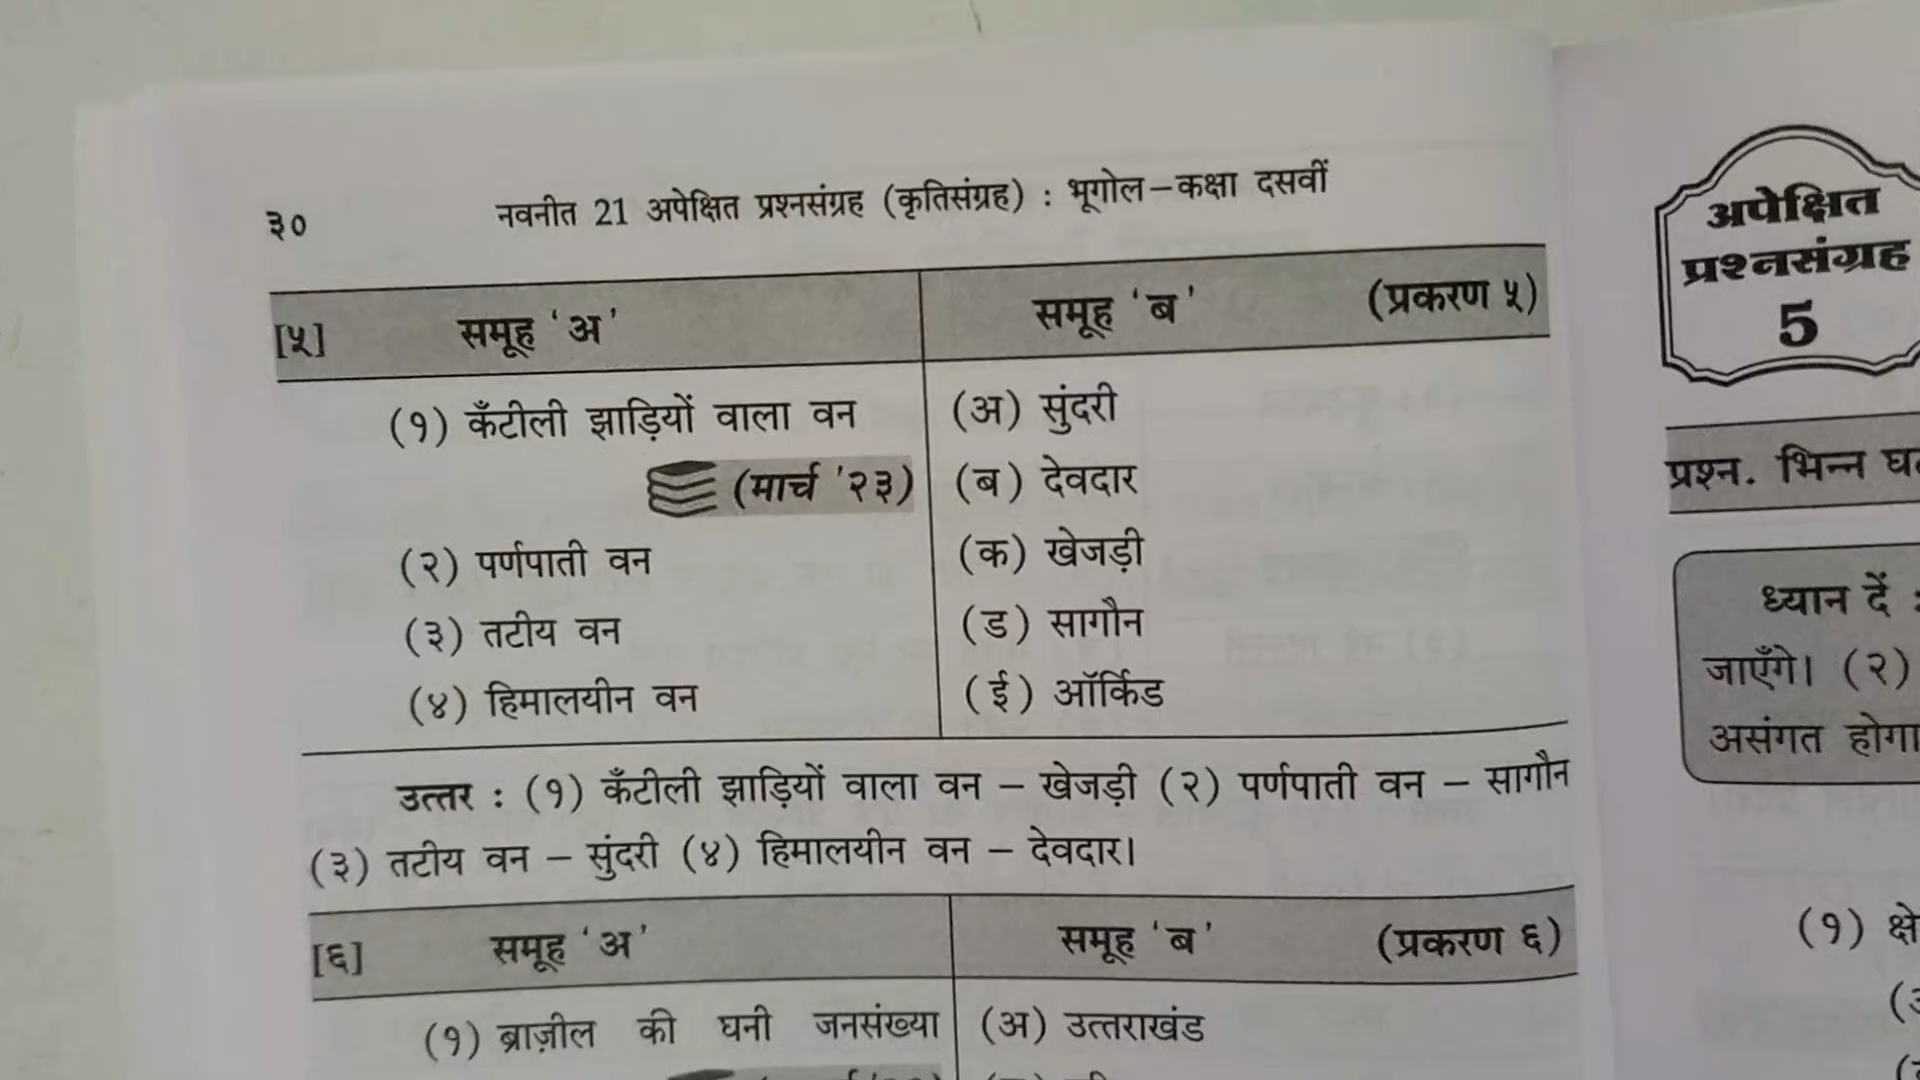 ३० नवनीत 21 अपेक्षित प्रश्नसंग्रह (कृतिसंग्रह) : भूगोल – कक्षा दसवीं
[५] समूह ‘अ’ समूह ‘ब’ (प्रकरण ५)
(१) कँटीली झाड़ियों वाला वन (अ) सुंदरी
(मार्च ’२३) (ब) देवदार
(२) पर्णपाती वन (क) खेजड़ी
(३) तटीय वन (ड) सागौन
(४) हिमालयीन वन (ई) ऑर्किड
उत्तर : (१) कँटीली झाड़ियों वाला वन – खेजड़ी (२) पर्णपाती वन – सागौन
(३) तटीय वन – सुंदरी (४) हिमालयीन वन – देवदार।
[६] समूह ‘अ’ समूह ‘ब’ (प्रकरण ६)
(१) ब्राज़ील की घनी जनसंख्या (अ) उत्तराखंड
अपेक्षित
प्रश्नसंग्रह
5
प्रश्न. भिन्न
ध्यान दें :
जाएँगे। (२)
असंगत होगा
(१)